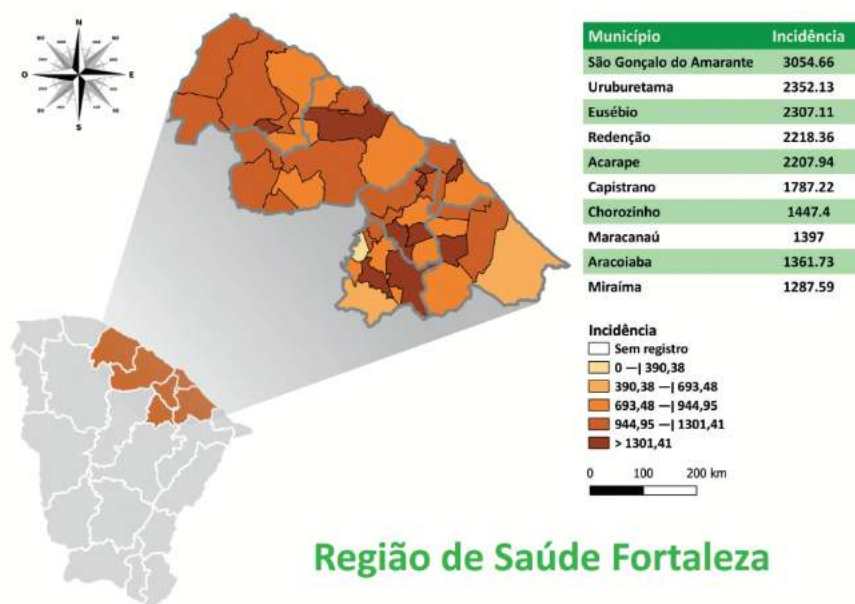 N
O
E
S
Município Incidência
São Gonçalo do Amarante 3054.66
Uruburetama 2352.13
Eusébio 2307.11
Redenção 2218.36
Acarape 2207.94
Capistrano 1787.22
Chorozinho 1447.4
Maracanaú 1397
Aracoiaba 1361.73
Miraíma 1287.59
Incidência
Sem registro
0 —| 390,38
390,38 —| 693,48
693,48 —| 944,95
944,95 —| 1301,41
> 1301,41
0 100 200 km
Região de Saúde Fortaleza